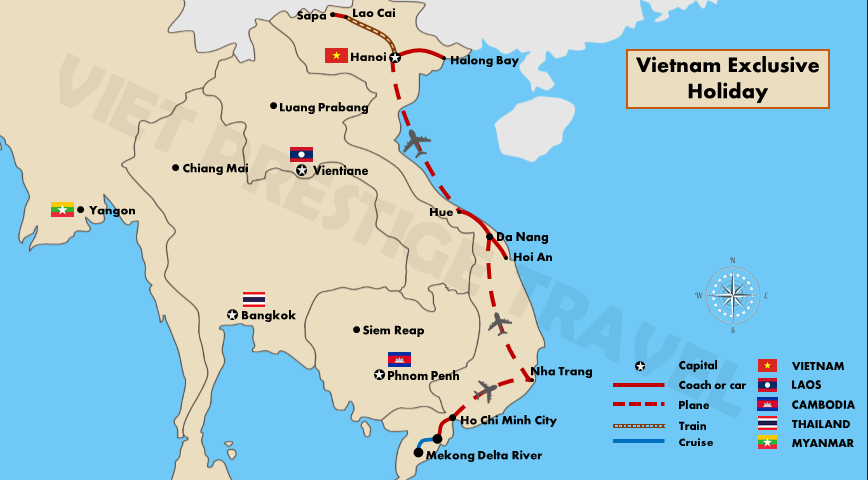 Sapa
Lao Cai
Vietnam Exclusive
Holiday
Hanoi
Halong Bay
Luang Prabang
Chiang Mai
Vientiane
Yangon
Hue
Da Nang
Hoi An
N
W
E
S
Bangkok
Siem Reap
Phnom Penh
Nha Trang
Ho Chi Minh City
Mekong Delta River
VIET PRESTIGE TRAVEL
Capital
VIETNAM
Coach or car
LAOS
Plane
CAMBODIA
Train
THAILAND
Cruise
MYANMAR